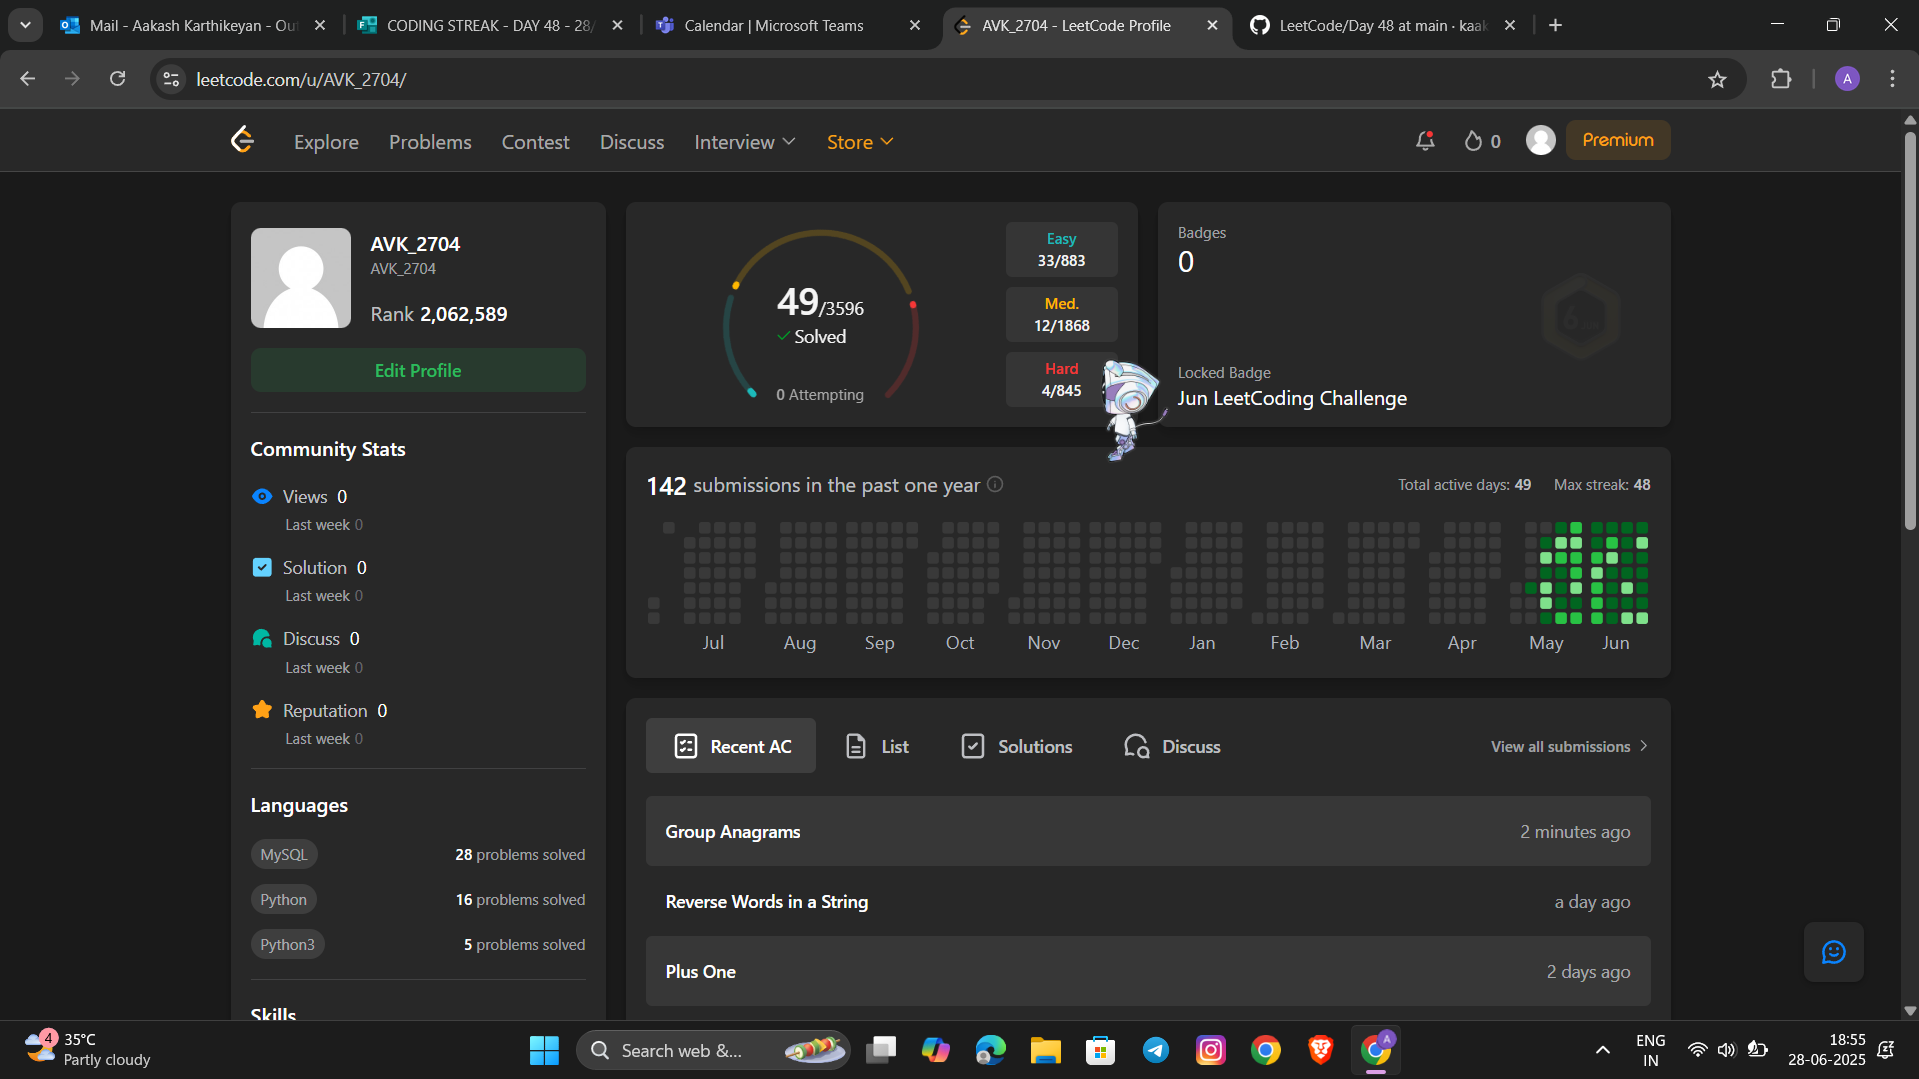 Mail - Aakash Karthikeyan - Out
CODING STREAK - DAY 48 - 28/
Calendar | Microsoft Teams
AVK_2704 - LeetCode Profile
LeetCode/Day 48 at main · kaak
leetcode.com/u/AVK_2704/
A
Explore
Problems
Contest
Discuss
Interview
Store
0
Premium
AVK_2704
AVK_2704
Rank 2,062,589
Edit Profile
Community Stats
Views 0
Last week 0
Solution 0
Last week 0
Discuss 0
Last week 0
Reputation 0
Last week 0
Languages
MySQL
28 problems solved
Python
16 problems solved
Python3
5 problems solved
Skills
49/3596
Solved
0 Attempting
Easy
33/883
Med.
12/1868
Hard
4/845
Badges
0
Locked Badge
Jun LeetCoding Challenge
142 submissions in the past one year
Total active days: 49
Max streak: 48
Jul
Aug
Sep
Oct
Nov
Dec
Jan
Feb
Mar
Apr
May
Jun
Recent AC
List
Solutions
Discuss
View all submissions
Group Anagrams
2 minutes ago
Reverse Words in a String
a day ago
Plus One
2 days ago
4
35°C
Partly cloudy
Search web &...
A
ENG
IN
18:55
28-06-2025